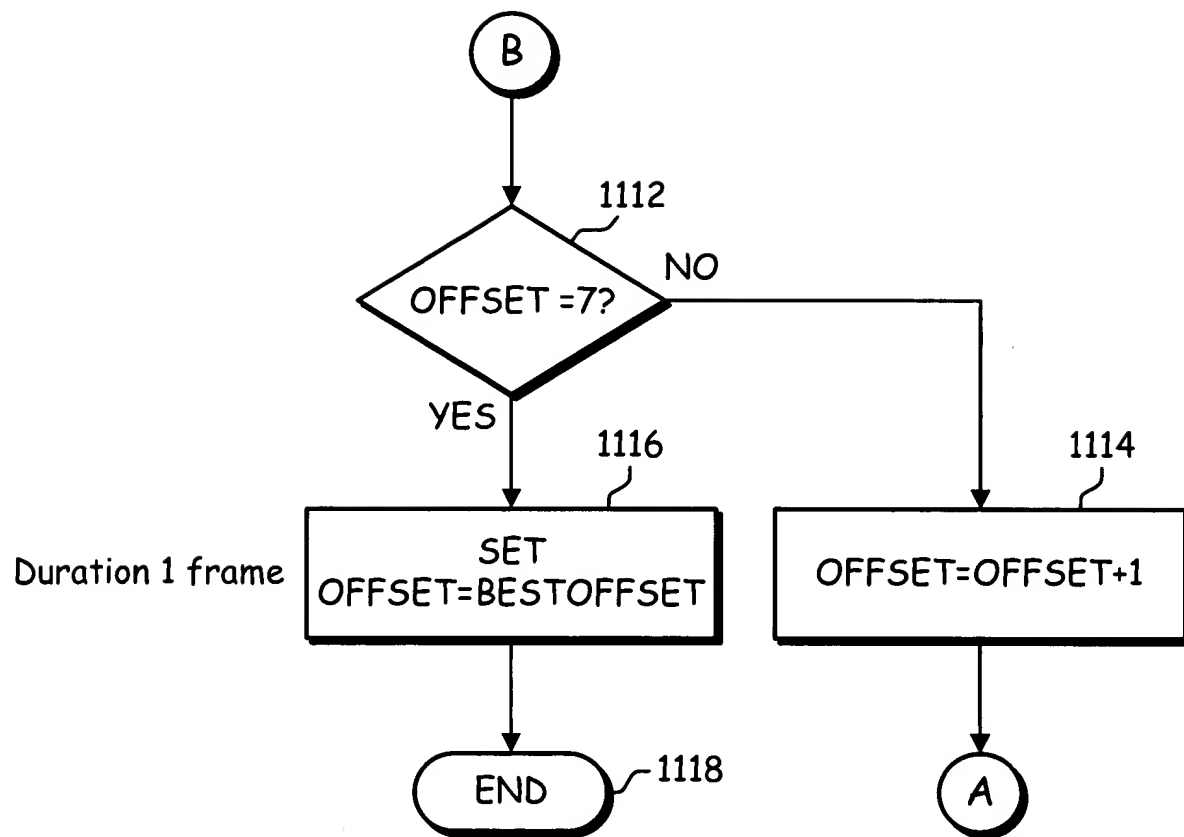 B
1112
OFFSET =7?
NO
YES
1116
1114
Duration 1 frame
SET
OFFSET=BESTOFFSET
OFFSET=OFFSET+1
END
1118
A